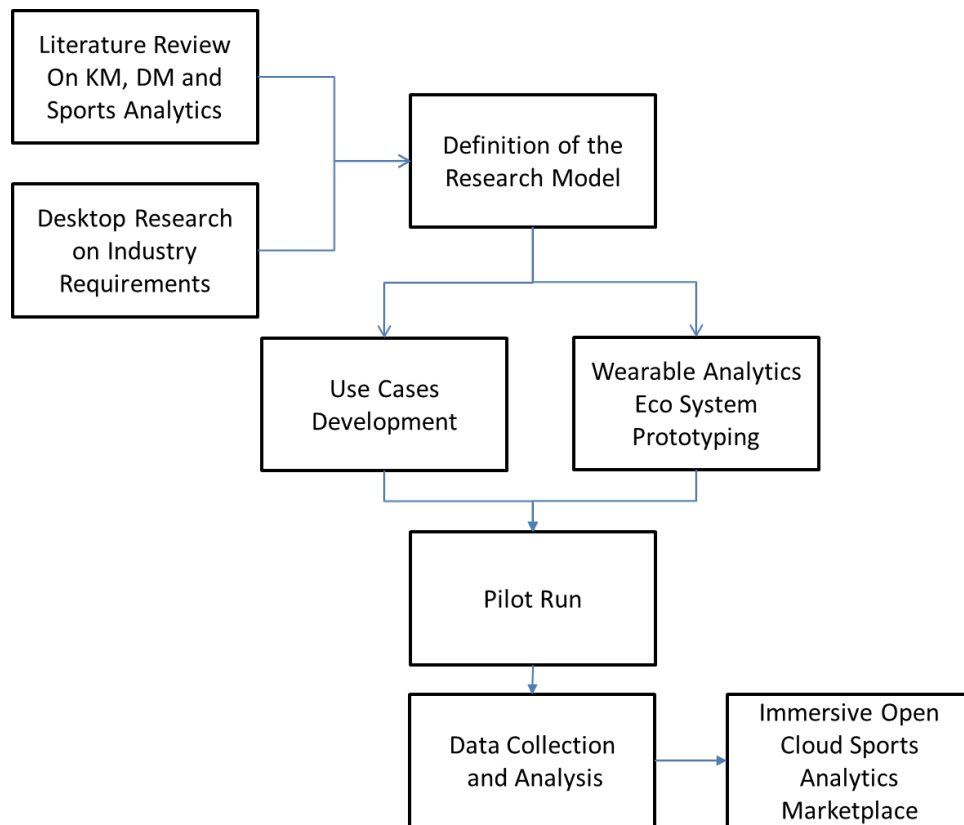 Literature Review
On KM, DM and
Sports Analytics
Definition of the
Research Model
Desktop Research
on Industry
Requirements
Use Cases
Development
Wearable Analytics
Eco System
Prototyping
Pilot Run
Data Collection
and Analysis
Immersive Open
Cloud Sports
Analytics
Marketplace